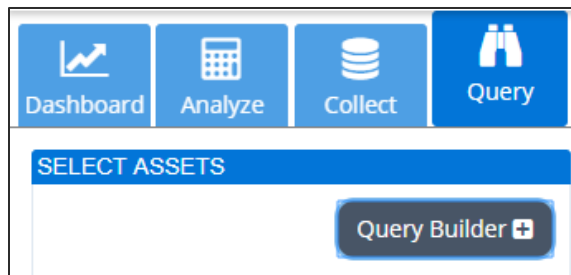 Dashboard Analyze Collect Query
SELECT ASSETS
Query Builder